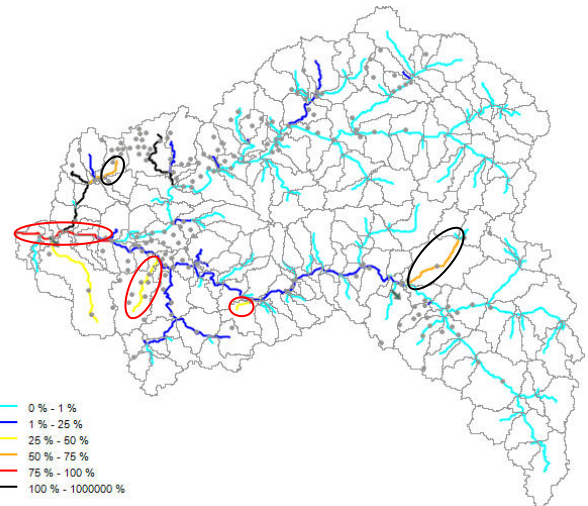 0 % - 1 %
1 % - 25 %
25 % - 50 %
50 % - 75 %
75 % - 100 %
100 % - 1000000 %